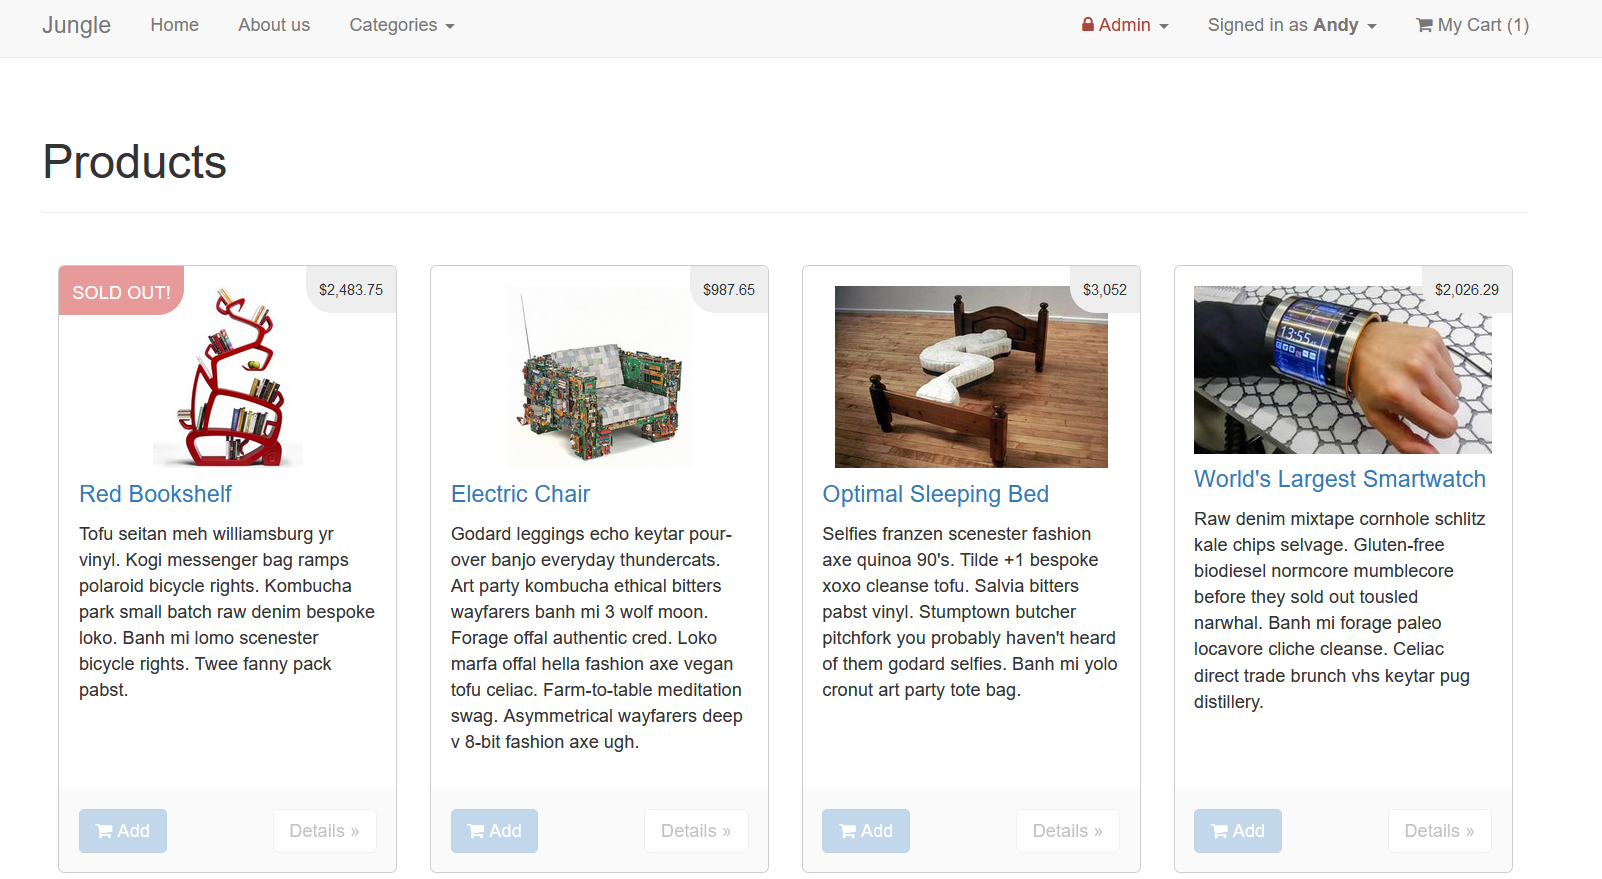 Jungle Home About us Categories Admin Signed in as Andy My Cart (1)
Products
SOLD OUT!
$2,483.75
Red Bookshelf
Tofu seitan meh williamsburg yr
vinyl. Kogi messenger bag ramps
polaroid bicycle rights. Kombucha
park small batch raw denim bespoke
loko. Banh mi lomo scenester
bicycle rights. Twee fanny pack
pabst.
Add Details »
$987.65
Electric Chair
Godard leggings echo keytar pour-
over banjo everyday thundercats.
Art party kombucha ethical bitters
wayfarers banh mi 3 wolf moon.
Forage offal authentic cred. Loko
marfa offal hella fashion axe vegan
tofu celiac. Farm-to-table meditation
swag. Asymmetrical wayfarers deep
v 8-bit fashion axe ugh.
Add Details »
$3,052
Optimal Sleeping Bed
Selfies franzen scenester fashion
axe quinoa 90's. Tilde +1 bespoke
xoxo cleanse tofu. Salvia bitters
pabst vinyl. Stumptown butcher
pitchfork you probably haven't heard
of them godard selfies. Banh mi yolo
cronut art party tote bag.
Add Details »
$2,026.29
13:55
World's Largest Smartwatch
Raw denim mixtape cornhole schlitz
kale chips selvage. Gluten-free
biodiesel normcore mumblecore
before they sold out tousled
narwhal. Banh mi forage paleo
locavore cliche cleanse. Celiac
direct trade brunch vhs keytar pug
distillery.
Add Details »